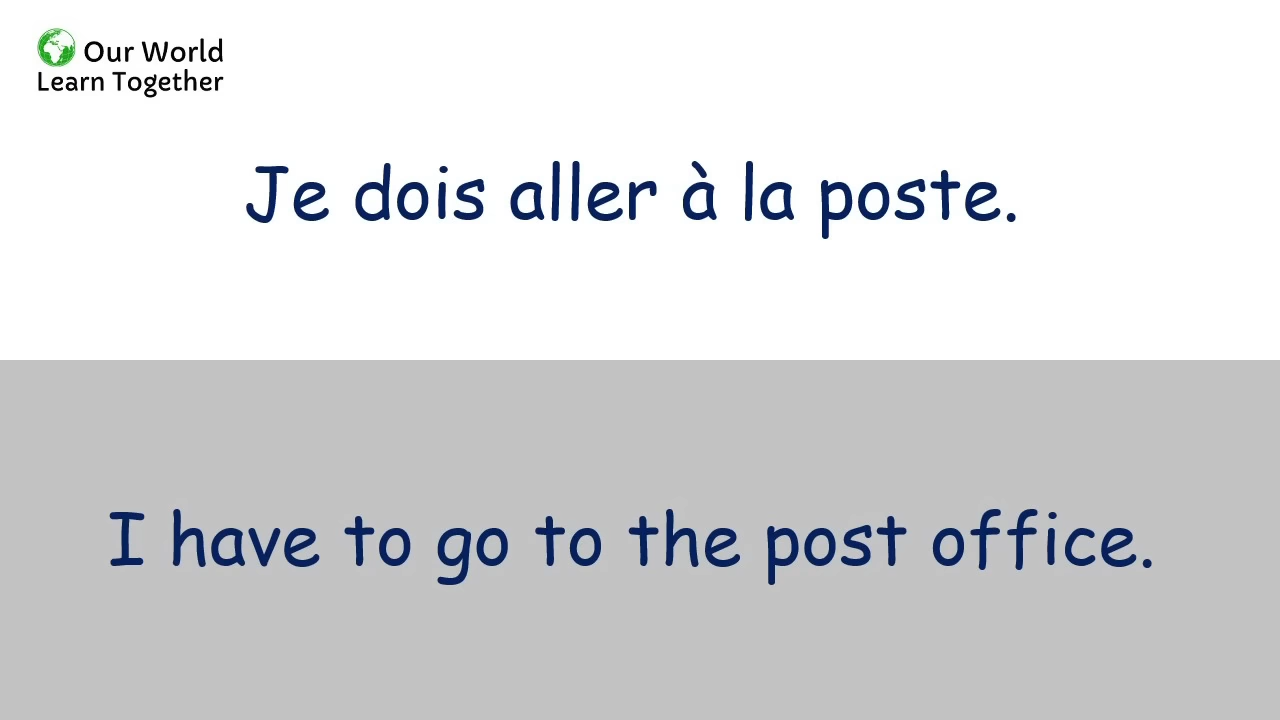 Our World
Learn Together
Je dois aller à la poste.
I have to go to the post office.